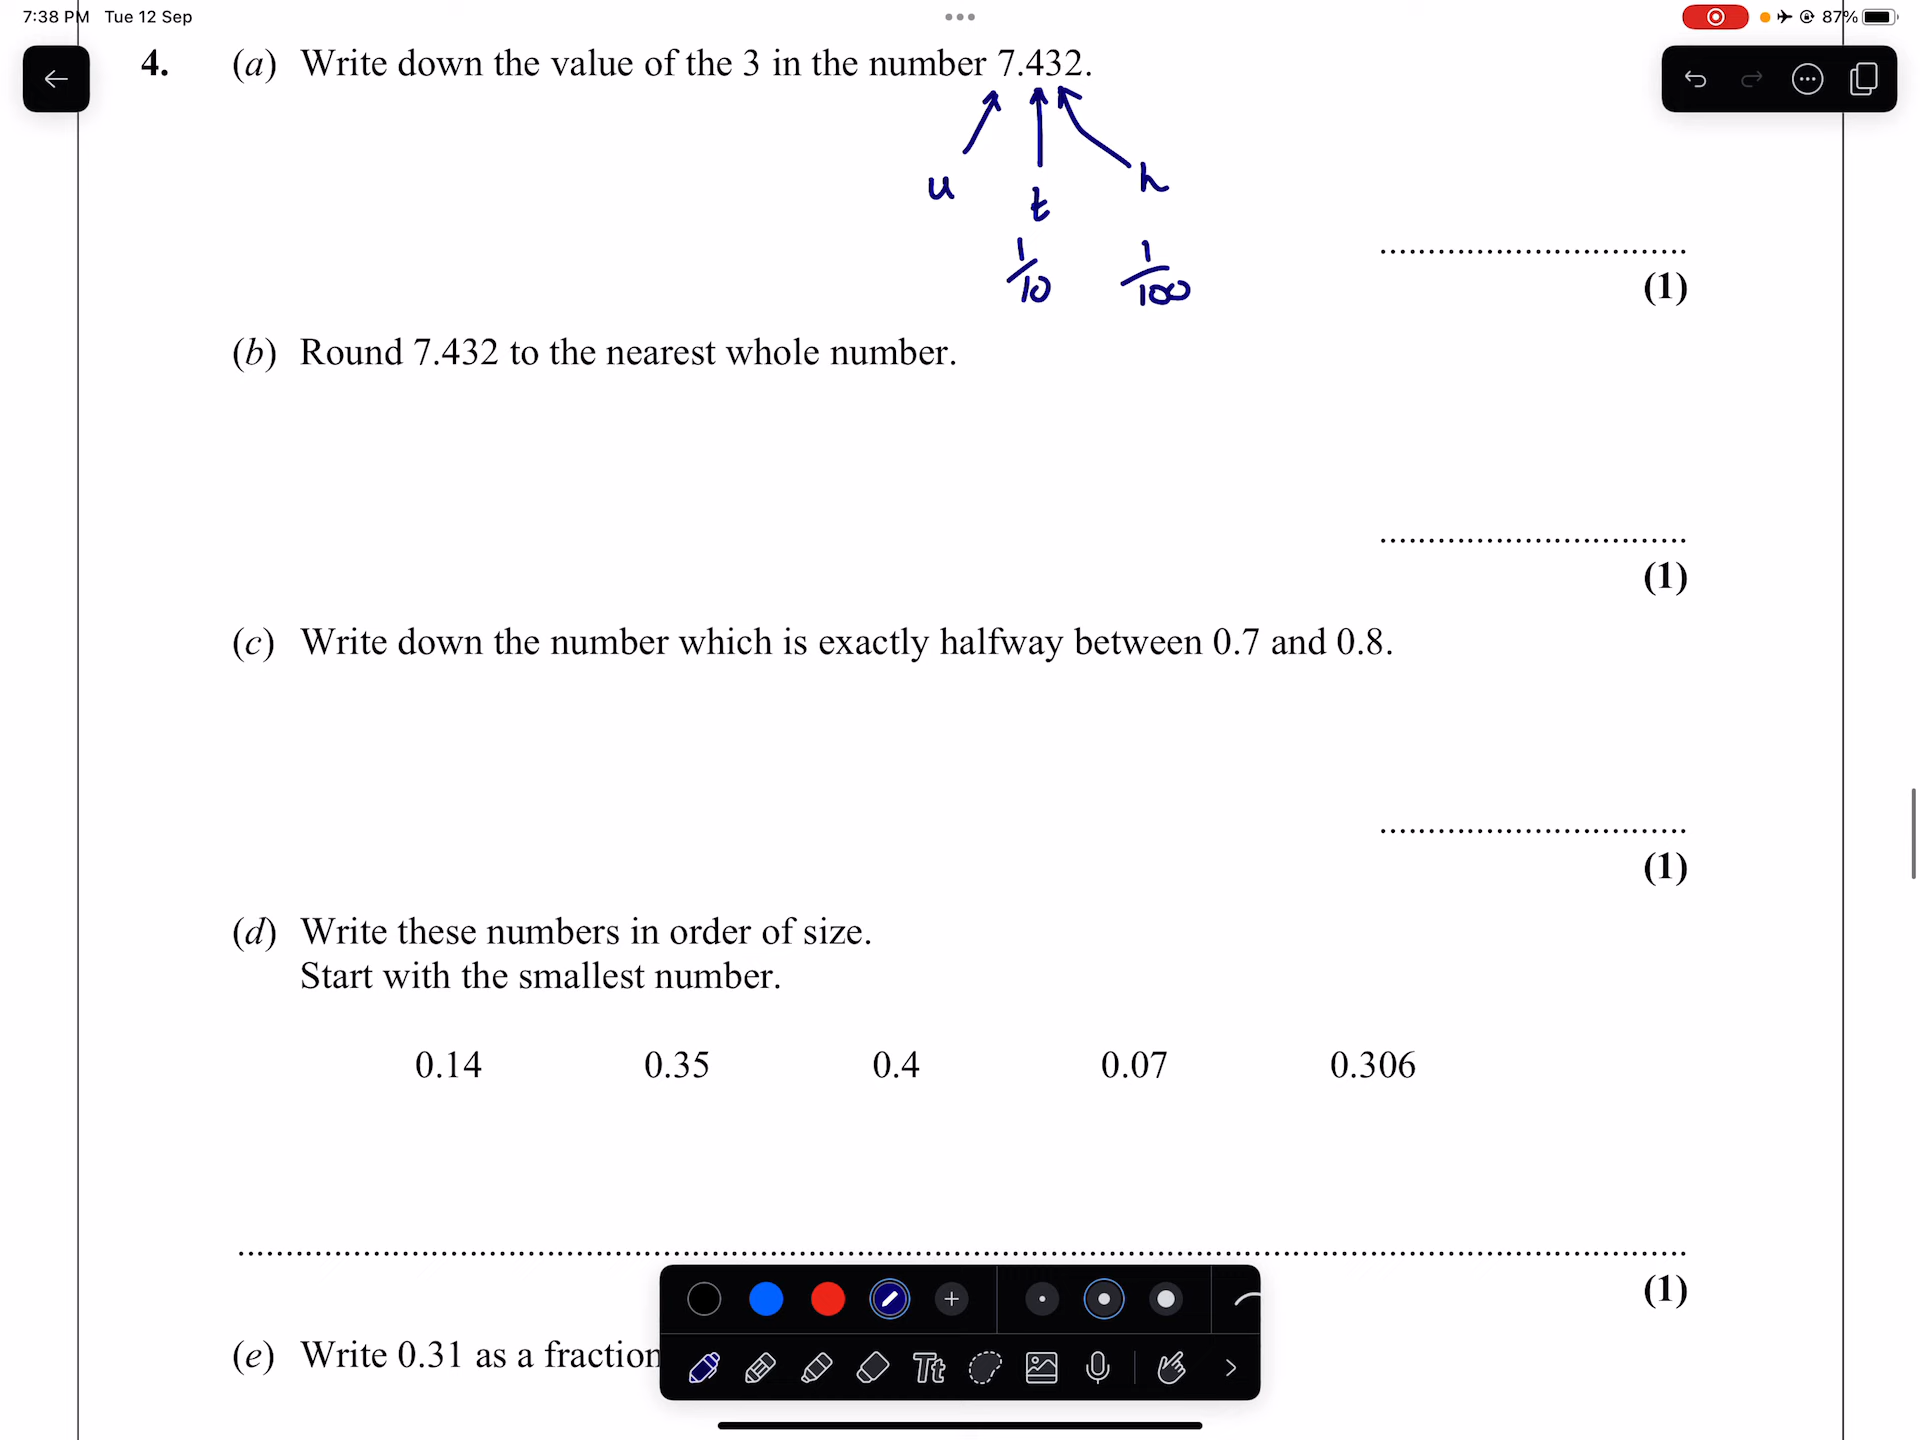 7:38 PM Tue 12 Sep
87%
4. (a) Write down the value of the 3 in the number 7.432.
u t h
1/10 1/100
..................................
(1)
(b) Round 7.432 to the nearest whole number.
..................................
(1)
(c) Write down the number which is exactly halfway between 0.7 and 0.8.
..................................
(1)
(d) Write these numbers in order of size.
Start with the smallest number.
0.14 0.35 0.4 0.07 0.306
....................................................................................................
(1)
(e) Write 0.31 as a fraction
Tt